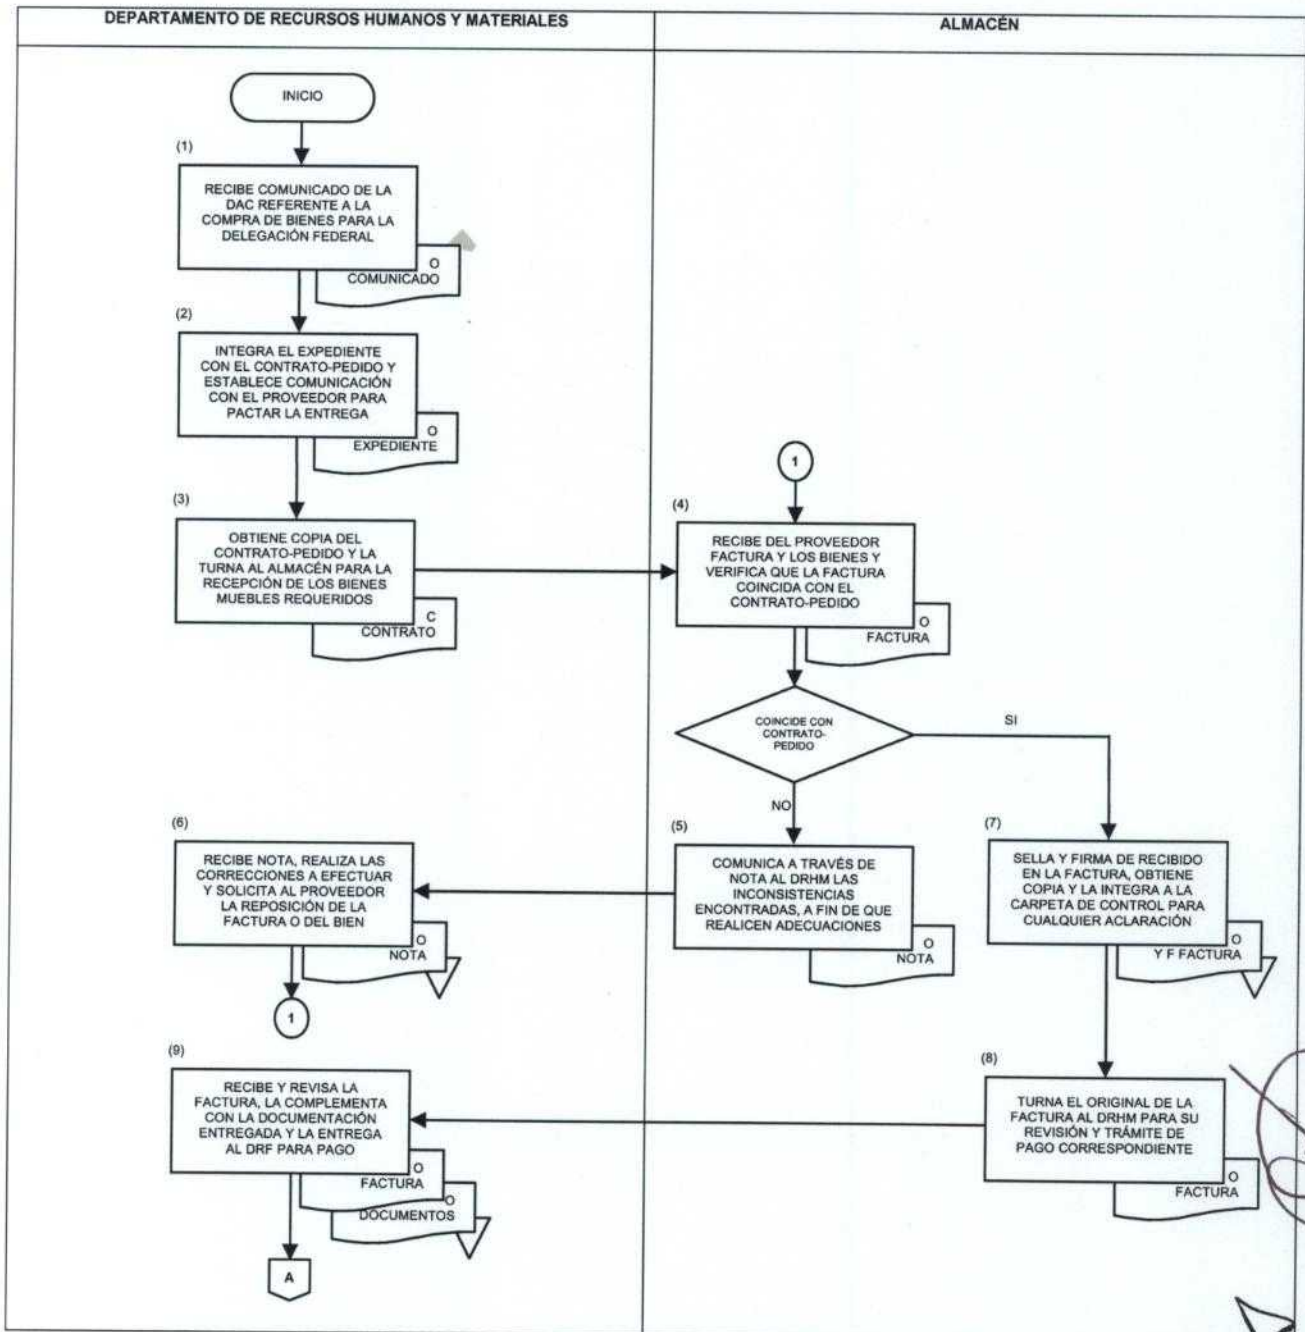 DEPARTAMENTO DE RECURSOS HUMANOS Y MATERIALES
ALMACÉN
INICIO
(1)
RECIBE COMUNICADO DE LA
DAC REFERENTE A LA
COMPRA DE BIENES PARA LA
DELEGACIÓN FEDERAL
O
COMUNICADO
(2)
INTEGRA EL EXPEDIENTE
CON EL CONTRATO-PEDIDO Y
ESTABLECE COMUNICACIÓN
CON EL PROVEEDOR PARA
PACTAR LA ENTREGA
O
EXPEDIENTE
(3)
OBTIENE COPIA DEL
CONTRATO-PEDIDO Y LA
TURNA AL ALMACÉN PARA LA
RECEPCIÓN DE LOS BIENES
MUEBLES REQUERIDOS
C
CONTRATO
1
(4)
RECIBE DEL PROVEEDOR
FACTURA Y LOS BIENES Y
VERIFICA QUE LA FACTURA
COINCIDA CON EL
CONTRATO-PEDIDO
O
FACTURA
COINCIDE CON
CONTRATO-
PEDIDO
SI
NO
(5)
COMUNICA A TRAVÉS DE
NOTA AL DRHM LAS
INCONSISTENCIAS
ENCONTRADAS, A FIN DE QUE
REALICEN ADECUACIONES
O
NOTA
(6)
RECIBE NOTA, REALIZA LAS
CORRECCIONES A EFECTUAR
Y SOLICITA AL PROVEEDOR
LA REPOSICIÓN DE LA
FACTURA O DEL BIEN
O
NOTA
1
(7)
SELLA Y FIRMA DE RECIBIDO
EN LA FACTURA, OBTIENE
COPIA Y LA INTEGRA A LA
CARPETA DE CONTROL PARA
CUALQUIER ACLARACIÓN
O
Y F FACTURA
(8)
TURNA EL ORIGINAL DE LA
FACTURA AL DRHM PARA SU
REVISIÓN Y TRÁMITE DE
PAGO CORRESPONDIENTE
O
FACTURA
(9)
RECIBE Y REVISA LA
FACTURA, LA COMPLEMENTA
CON LA DOCUMENTACIÓN
ENTREGADA Y LA ENTREGA
AL DRF PARA PAGO
O
FACTURA
O
DOCUMENTOS
A